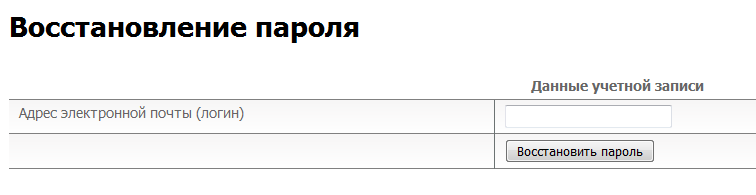 Восстановление пароля
Данные учетной записи
Адрес электронной почты (логин)
Восстановить пароль